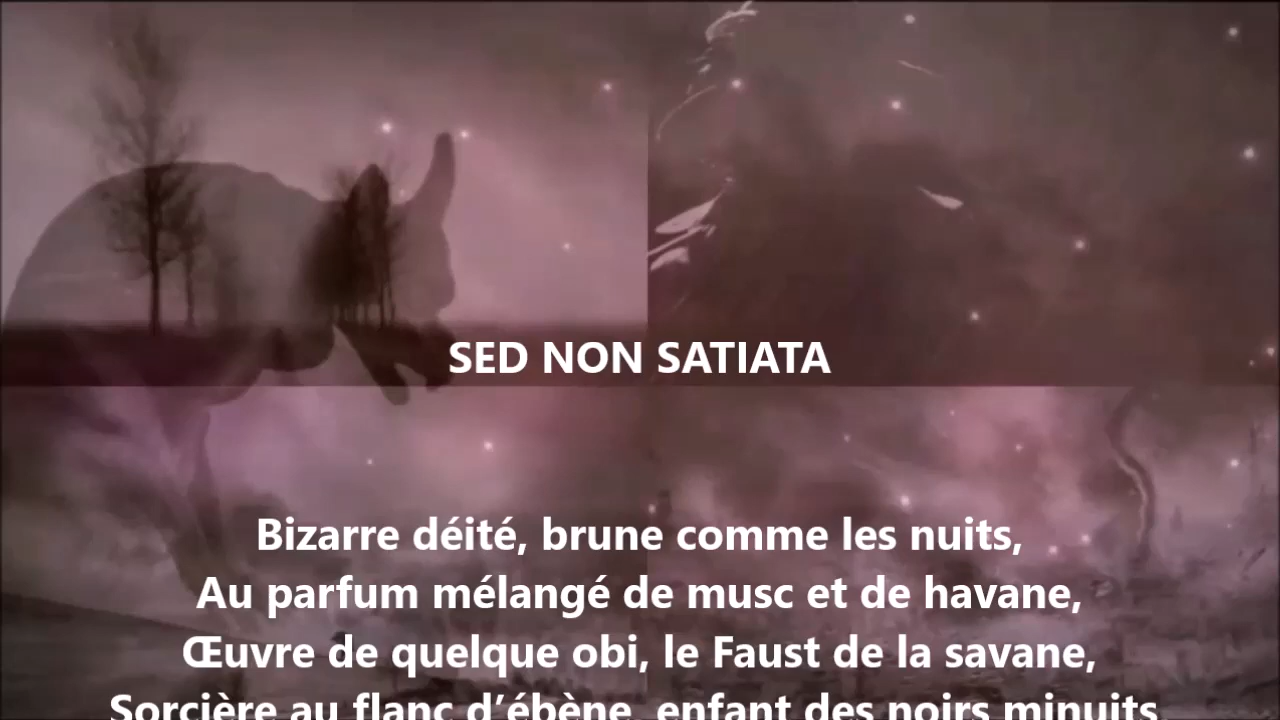 SED NON SATIATA
Bizarre déité, brune comme les nuits,
Au parfum mélangé de musc et de havane,
Œuvre de quelque obi, le Faust de la savane,
Sorcière au flanc d’ébène, enfant des noirs minuits